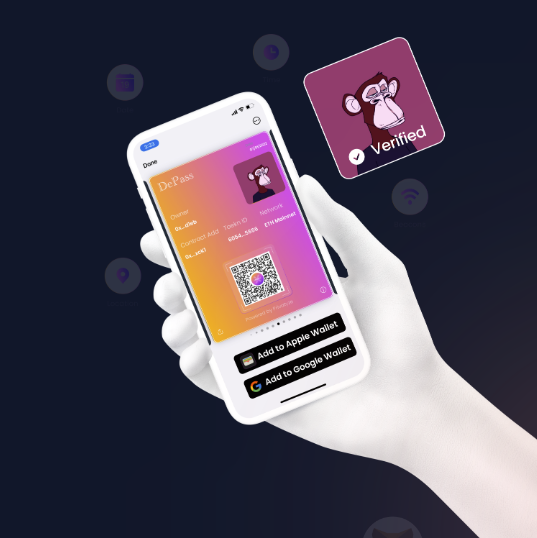 Verified
Done
DePass
Owner
Contract Add Token ID Network
ETH Mainnet
Add to Apple Wallet
Add to Google Wallet